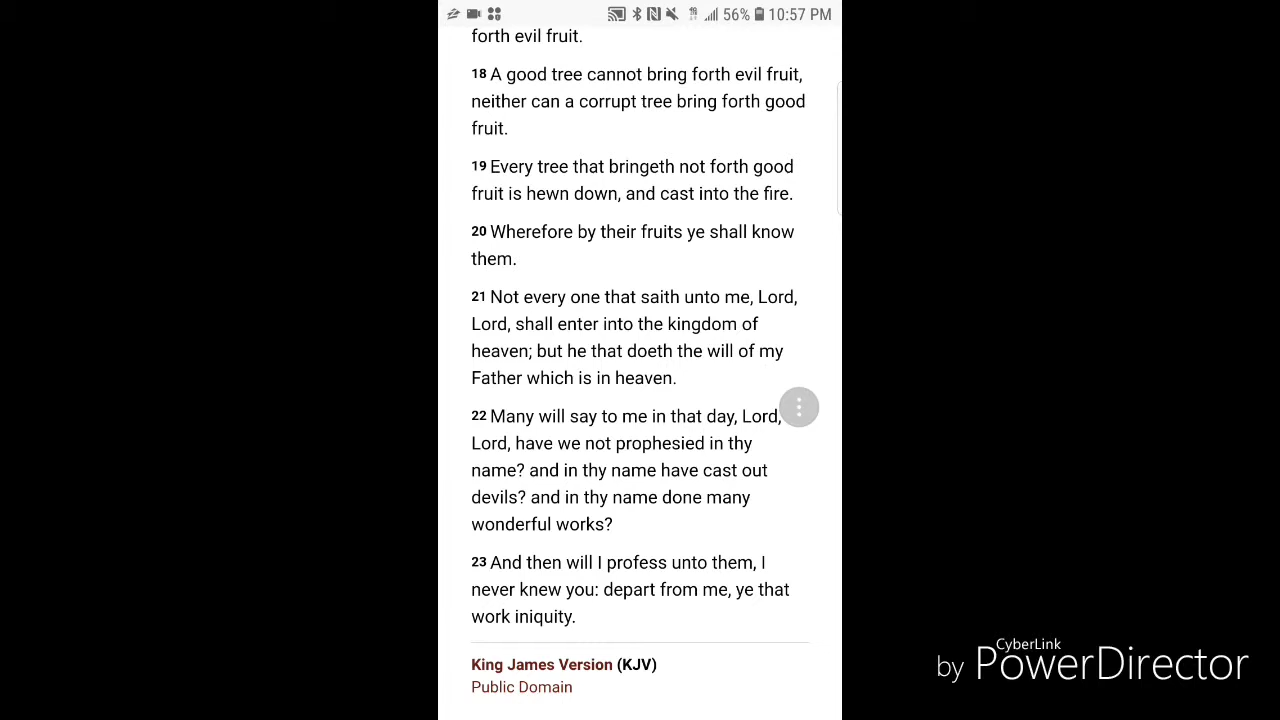 56% 10:57 PM
forth evil fruit.
18 A good tree cannot bring forth evil fruit,
neither can a corrupt tree bring forth good
fruit.
19 Every tree that bringeth not forth good
fruit is hewn down, and cast into the fire.
20 Wherefore by their fruits ye shall know
them.
21 Not every one that saith unto me, Lord,
Lord, shall enter into the kingdom of
heaven; but he that doeth the will of my
Father which is in heaven.
22 Many will say to me in that day, Lord,
Lord, have we not prophesied in thy
name? and in thy name have cast out
devils? and in thy name done many
wonderful works?
23 And then will I profess unto them, I
never knew you: depart from me, ye that
work iniquity.
King James Version (KJV)
Public Domain
CyberLink
by PowerDirector